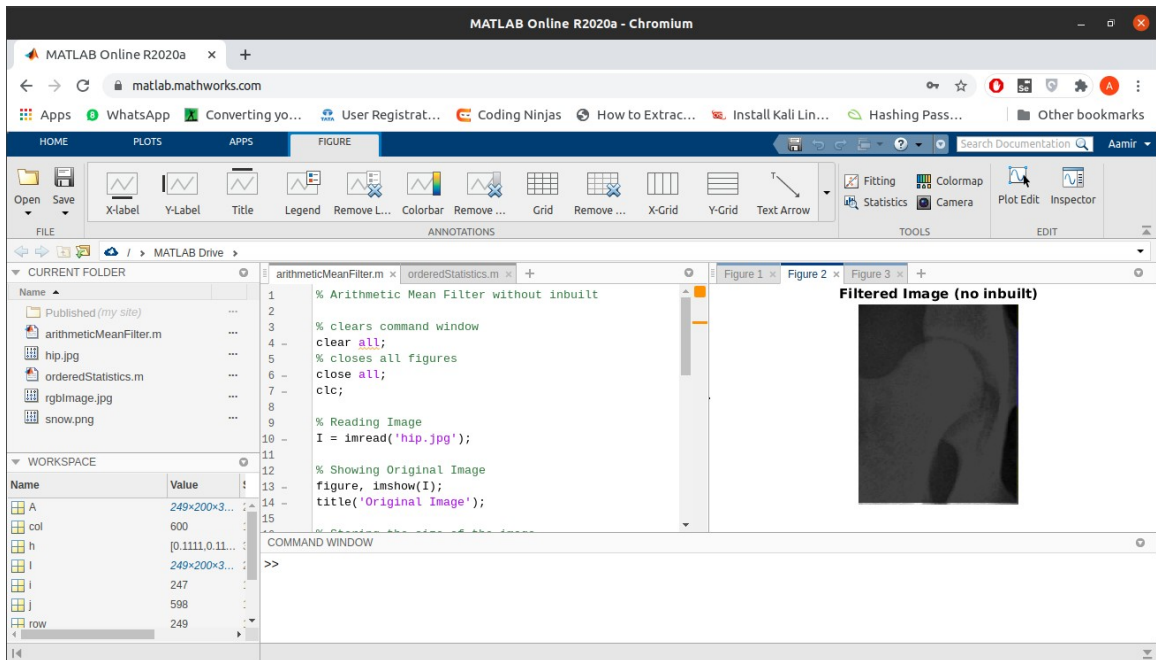 MATLAB Online R2020a - Chromium
MATLAB Online R2020a
matlab.mathworks.com
Apps WhatsApp Converting yo... User Registrat... Coding Ninjas How to Extrac... Install Kali Lin... Hashing Pass... Other bookmarks
HOME PLOTS APPS FIGURE Search Documentation Aamir
Open Save X-label Y-Label Title Legend Remove L... Colorbar Remove ... Grid Remove ... X-Grid Y-Grid Text Arrow Fitting Colormap Statistics Camera Plot Edit Inspector
FILE ANNOTATIONS TOOLS EDIT
/ > MATLAB Drive >
CURRENT FOLDER
Name
Published (my site)
arithmeticMeanFilter.m
hip.jpg
orderedStatistics.m
rgbImage.jpg
snow.png
WORKSPACE
Name Value
A 249×200×3...
col 600
h [0.1111,0.11...
I 249×200×3...
i 247
j 598
row 249
arithmeticMeanFilter.m × orderedStatistics.m × +
1 % Arithmetic Mean Filter without inbuilt
2
3 % clears command window
4 – clear all;
5 % closes all figures
6 – close all;
7 – clc;
8
9 % Reading Image
10 – I = imread('hip.jpg');
11
12 % Showing Original Image
13 – figure, imshow(I);
14 – title('Original Image');
15
Figure 1 × Figure 2 × Figure 3 × +
Filtered Image (no inbuilt)
COMMAND WINDOW
>>